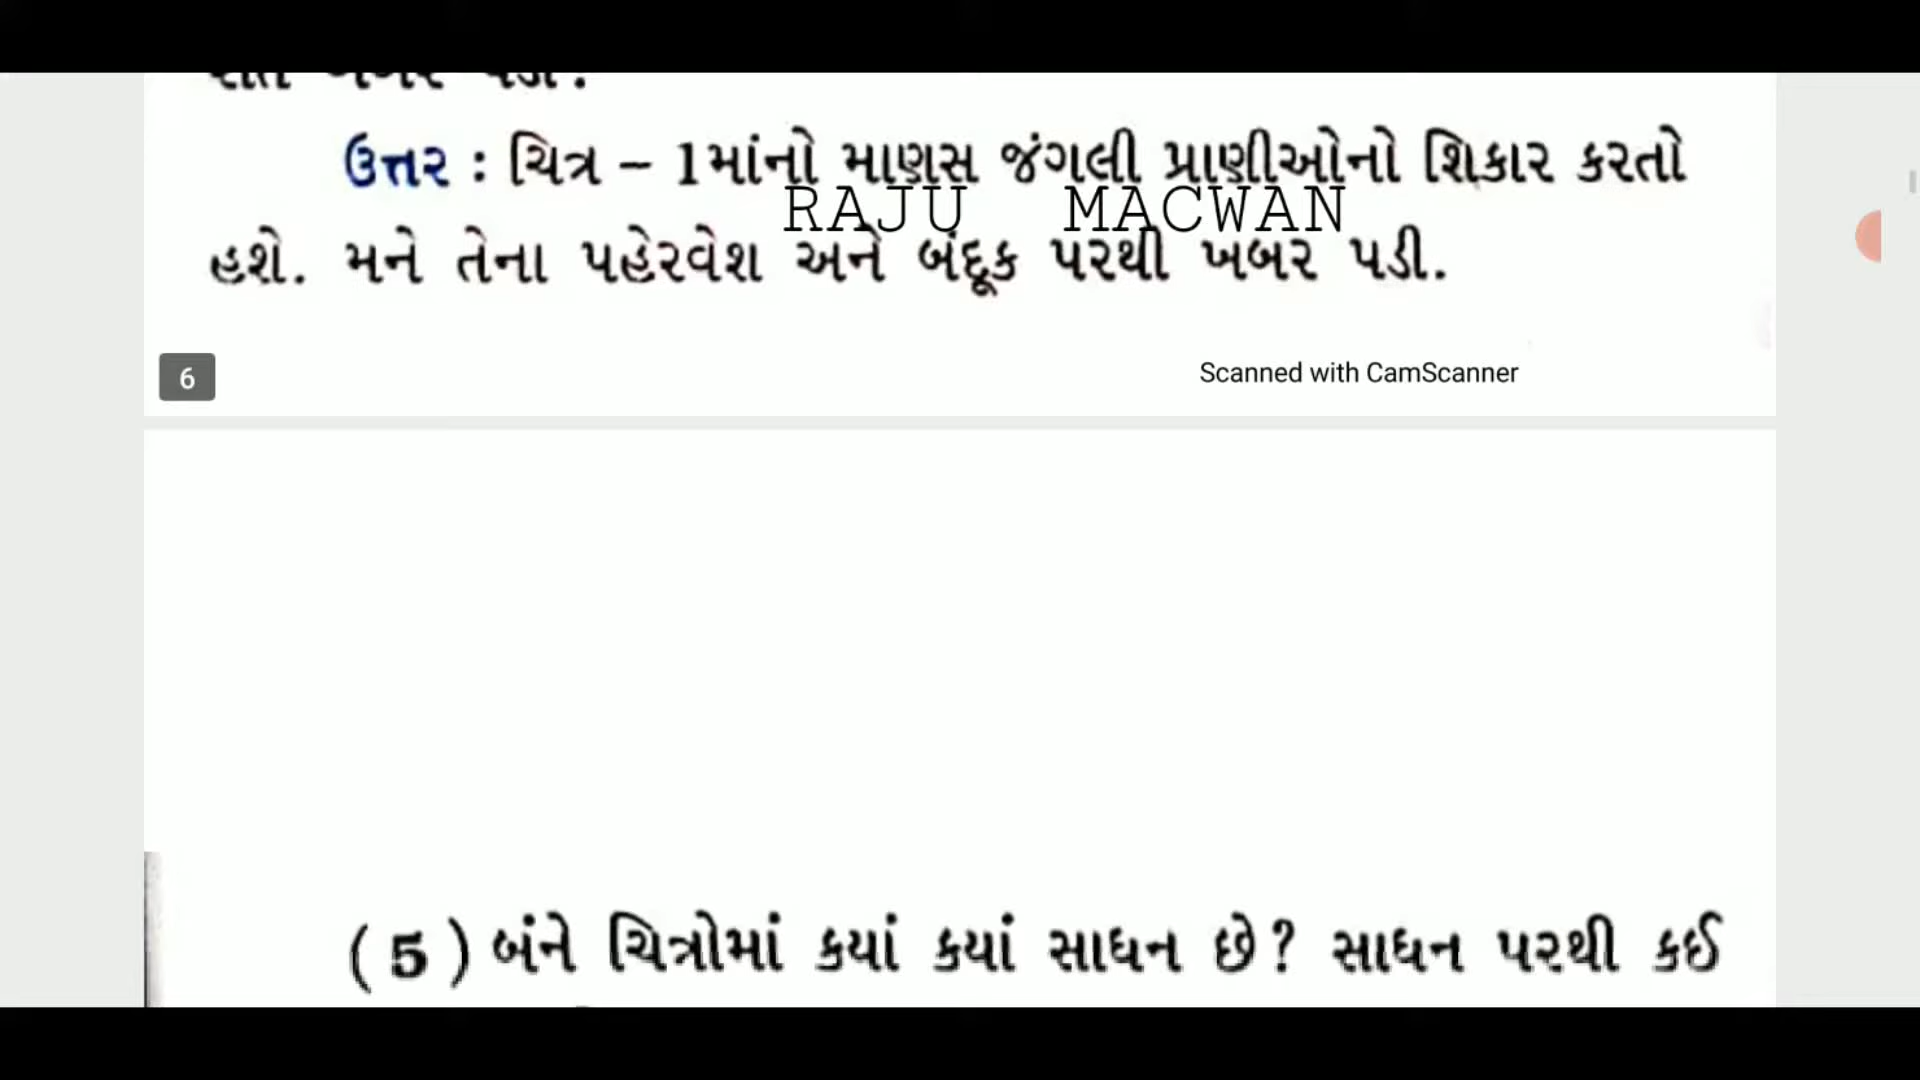 ઉત્તર : ચિત્ર – 1માંનો માણસ જંગલી પ્રાણીઓનો શિકાર કરતો
RAJU MACWAN
હશે. મને તેના પહેરવેશ અને બંદૂક પરથી ખબર પડી.
6
Scanned with CamScanner
(5) બંને ચિત્રોમાં કયાં કયાં સાધન છે? સાધન પરથી કઈ